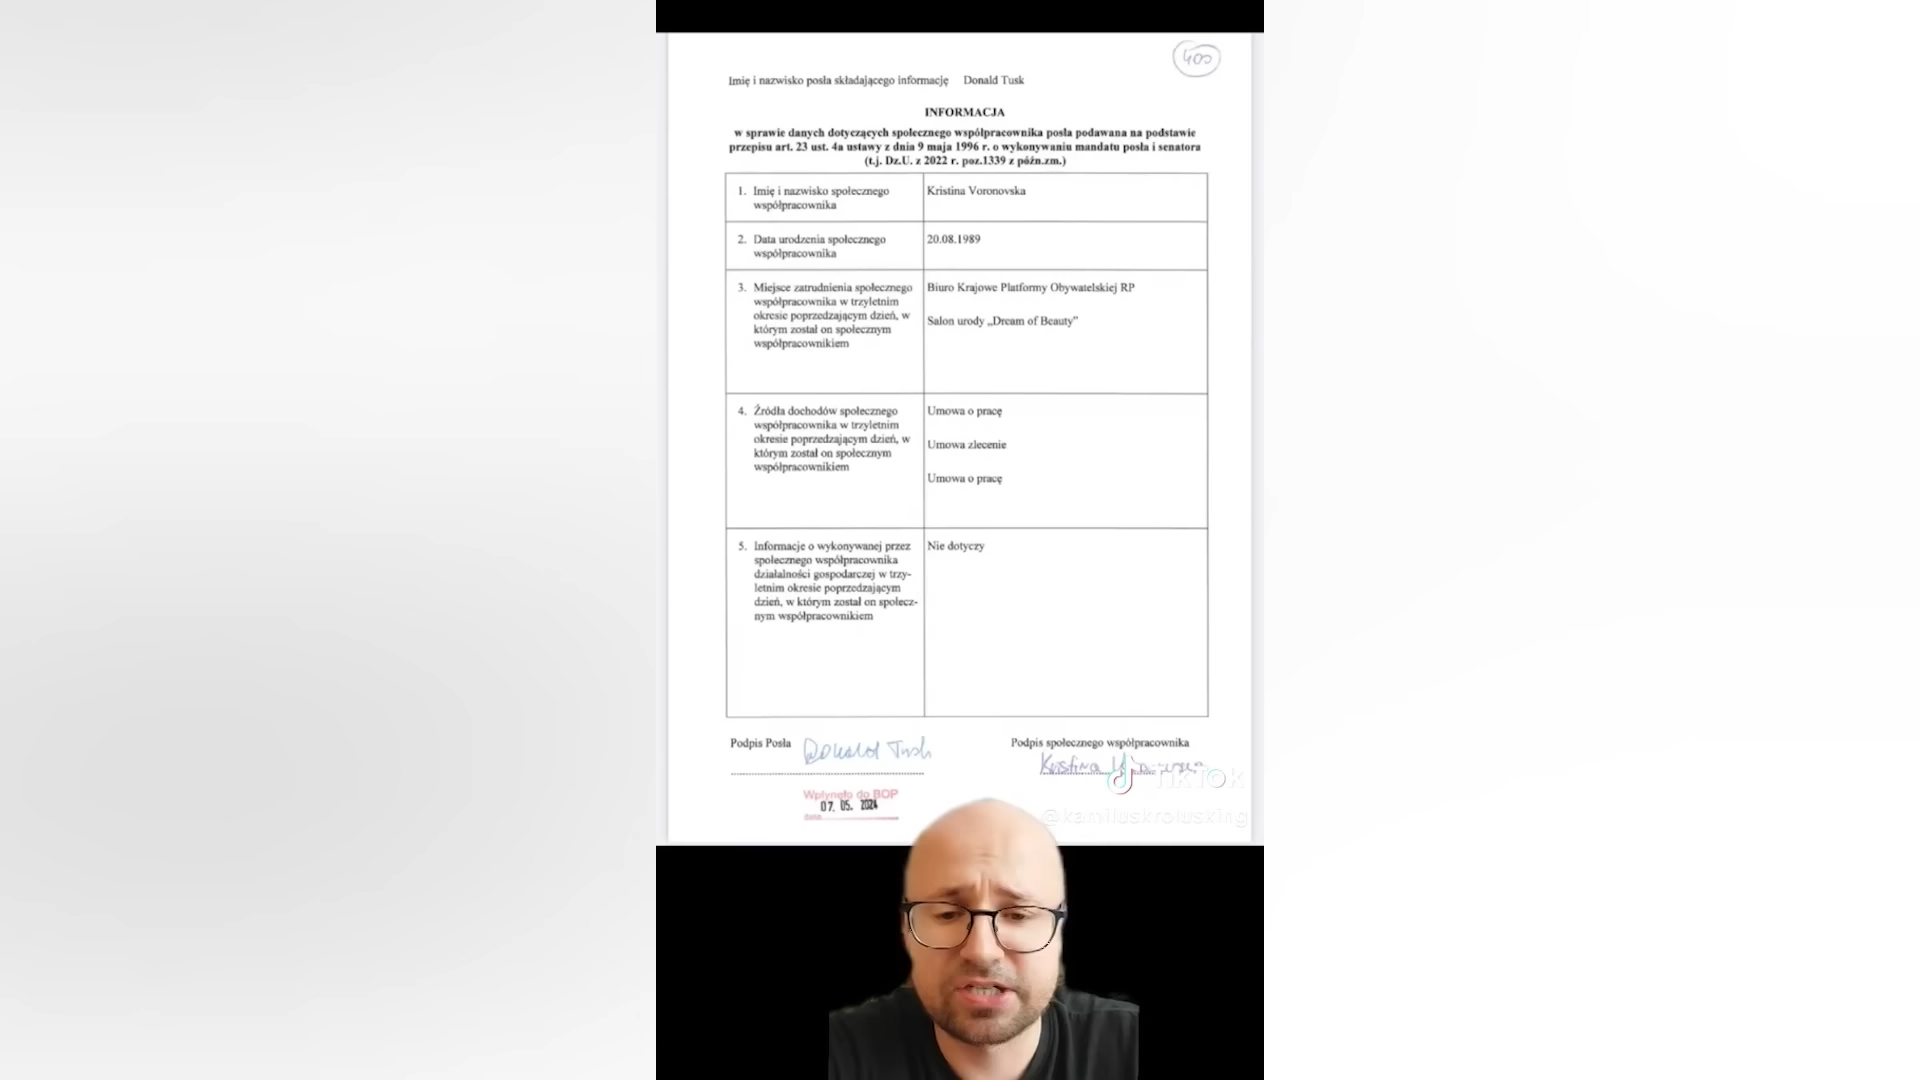 400
Imię i nazwisko posła składającego informację Donald Tusk
INFORMACJA
w sprawie danych dotyczących społecznego współpracownika posła podawana na podstawie
przepisu art. 23 ust. 4a ustawy z dnia 9 maja 1996 r. o wykonywaniu mandatu posła i senatora
(t.j. Dz.U. z 2022 r. poz.1339 z późn.zm.)
1. Imię i nazwisko społecznego
współpracownika
Kristina Voronovska
2. Data urodzenia społecznego
współpracownika
20.08.1989
3. Miejsce zatrudnienia społecznego
współpracownika w trzyletnim
okresie poprzedzającym dzień, w
którym został on społecznym
współpracownikiem
Biuro Krajowe Platformy Obywatelskiej RP
Salon urody „Dream of Beauty”
4. Źródła dochodów społecznego
współpracownika w trzyletnim
okresie poprzedzającym dzień, w
którym został on społecznym
współpracownikiem
Umowa o pracę
Umowa zlecenie
Umowa o pracę
5. Informacje o wykonywanej przez
społecznego współpracownika
działalności gospodarczej w trzy-
letnim okresie poprzedzającym
dzień, w którym został on społecz-
nym współpracownikiem
Nie dotyczy
Podpis Posła Donald Tusk
Podpis społecznego współpracownika
Kristina
TikTok
@kamiluskrolusking
Wpłynęło do BOP
07. 05. 2024
data